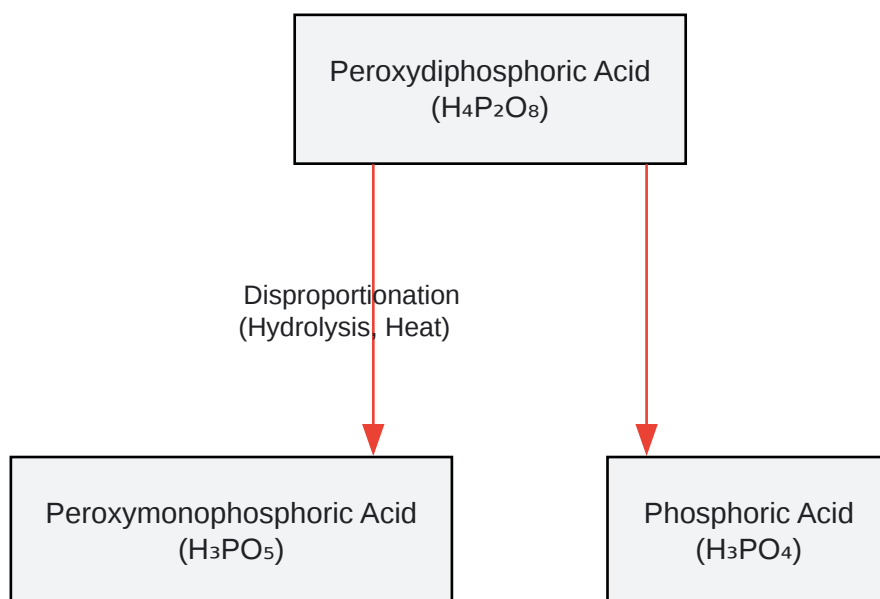 Peroxydiphosphoric Acid
(H₄P₂O₈)
Disproportionation
(Hydrolysis, Heat)
Peroxymonophosphoric Acid
(H₃PO₅)
Phosphoric Acid
(H₃PO₄)